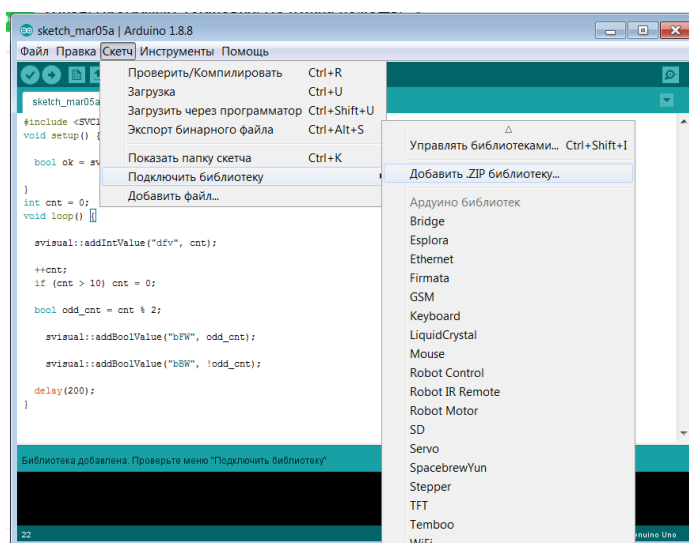 sketch_mar05a | Arduino 1.8.8
Файл Правка Скетч Инструменты Помощь
sketch_mar05a
Проверить/Компилировать Ctrl+R
Загрузка Ctrl+U
Загрузить через программатор Ctrl+Shift+U
Экспорт бинарного файла Ctrl+Alt+S
Показать папку скетча Ctrl+K
Подключить библиотеку
Добавить файл...
Управлять библиотеками... Ctrl+Shift+I
Добавить .ZIP библиотеку...
Ардуино библиотек
Bridge
Esplora
Ethernet
Firmata
GSM
Keyboard
LiquidCrystal
Mouse
Robot Control
Robot IR Remote
Robot Motor
SD
Servo
SpacebrewYun
Stepper
TFT
Temboo
WiFi
#include <SVCl
void setup() {
bool ok = sv
}
int cnt = 0;
void loop() {
svisual::addIntValue("dfv", cnt);
++cnt;
if (cnt > 10) cnt = 0;
bool odd_cnt = cnt % 2;
svisual::addBoolValue("bFW", odd_cnt);
svisual::addBoolValue("bBW", !odd_cnt);
delay(200);
}
Библиотека добавлена. Проверьте меню "Подключить библиотеку"
22
nuino Uno